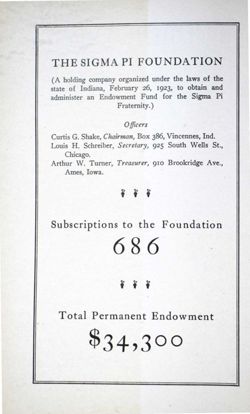 THE SIGMA PI FOUNDATION
(A holding company organized under the laws of the
state of Indiana, February 26, 1923, to obtain and
administer an Endowment Fund for the Sigma Pi
Fraternity.)
Officers
Curtis G. Shake, Chairman, Box 386, Vincennes, Ind.
Louis H. Schreiber, Secretary, 925 South Wells St.,
Chicago.
Arthur W. Turner, Treasurer, 910 Brookridge Ave.,
Ames, Iowa.
Subscriptions to the Foundation
686
Total Permanent Endowment
$34,300